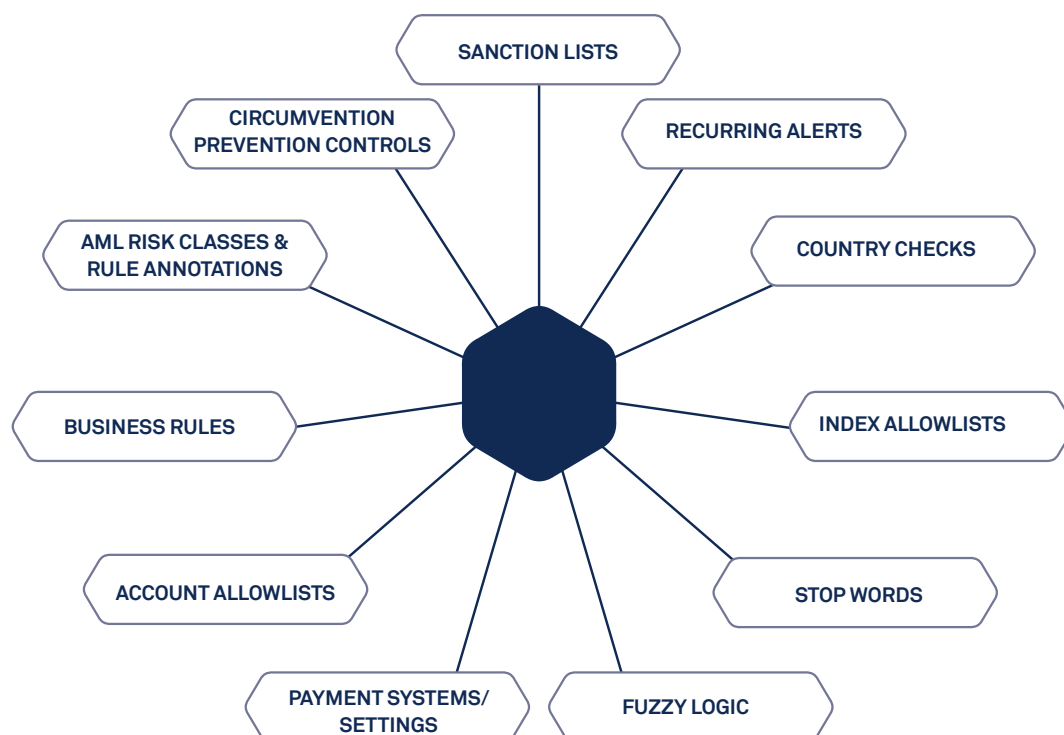 SANCTION LISTS
CIRCUMVENTION
PREVENTION CONTROLS
RECURRING ALERTS
AML RISK CLASSES &
RULE ANNOTATIONS
COUNTRY CHECKS
BUSINESS RULES
INDEX ALLOWLISTS
ACCOUNT ALLOWLISTS
STOP WORDS
PAYMENT SYSTEMS/
SETTINGS
FUZZY LOGIC